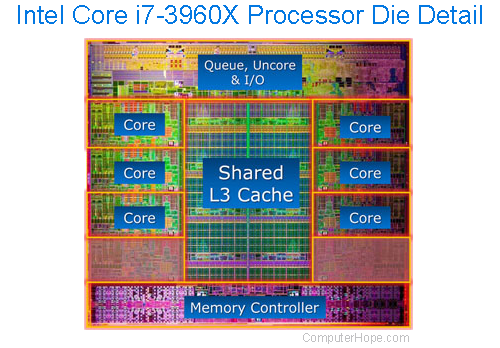 Intel Core i7-3960X Processor Die Detail
Queue, Uncore
& I/O
Core
Core
Shared
L3 Cache
Core
Core
Core
Core
Memory Controller
ComputerHope.com